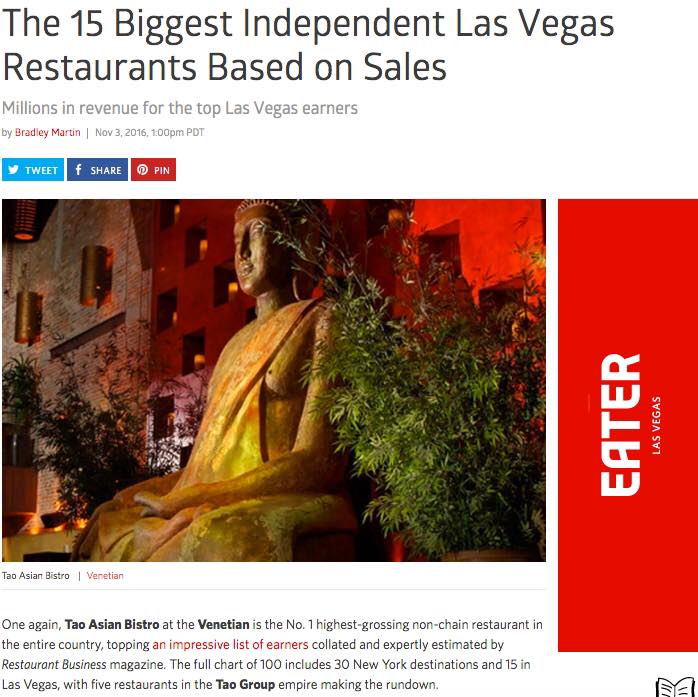 The 15 Biggest Independent Las Vegas
Restaurants Based on Sales
Millions in revenue for the top Las Vegas earners
by Bradley Martin | Nov 3, 2016, 1:00pm PDT
TWEET
SHARE
PIN
EATER
LAS VEGAS
Tao Asian Bistro | Venetian
One again, Tao Asian Bistro at the Venetian is the No. 1 highest-grossing non-chain restaurant in
the entire country, topping an impressive list of earners collated and expertly estimated by
Restaurant Business magazine. The full chart of 100 includes 30 New York destinations and 15 in
Las Vegas, with five restaurants in the Tao Group empire making the rundown.